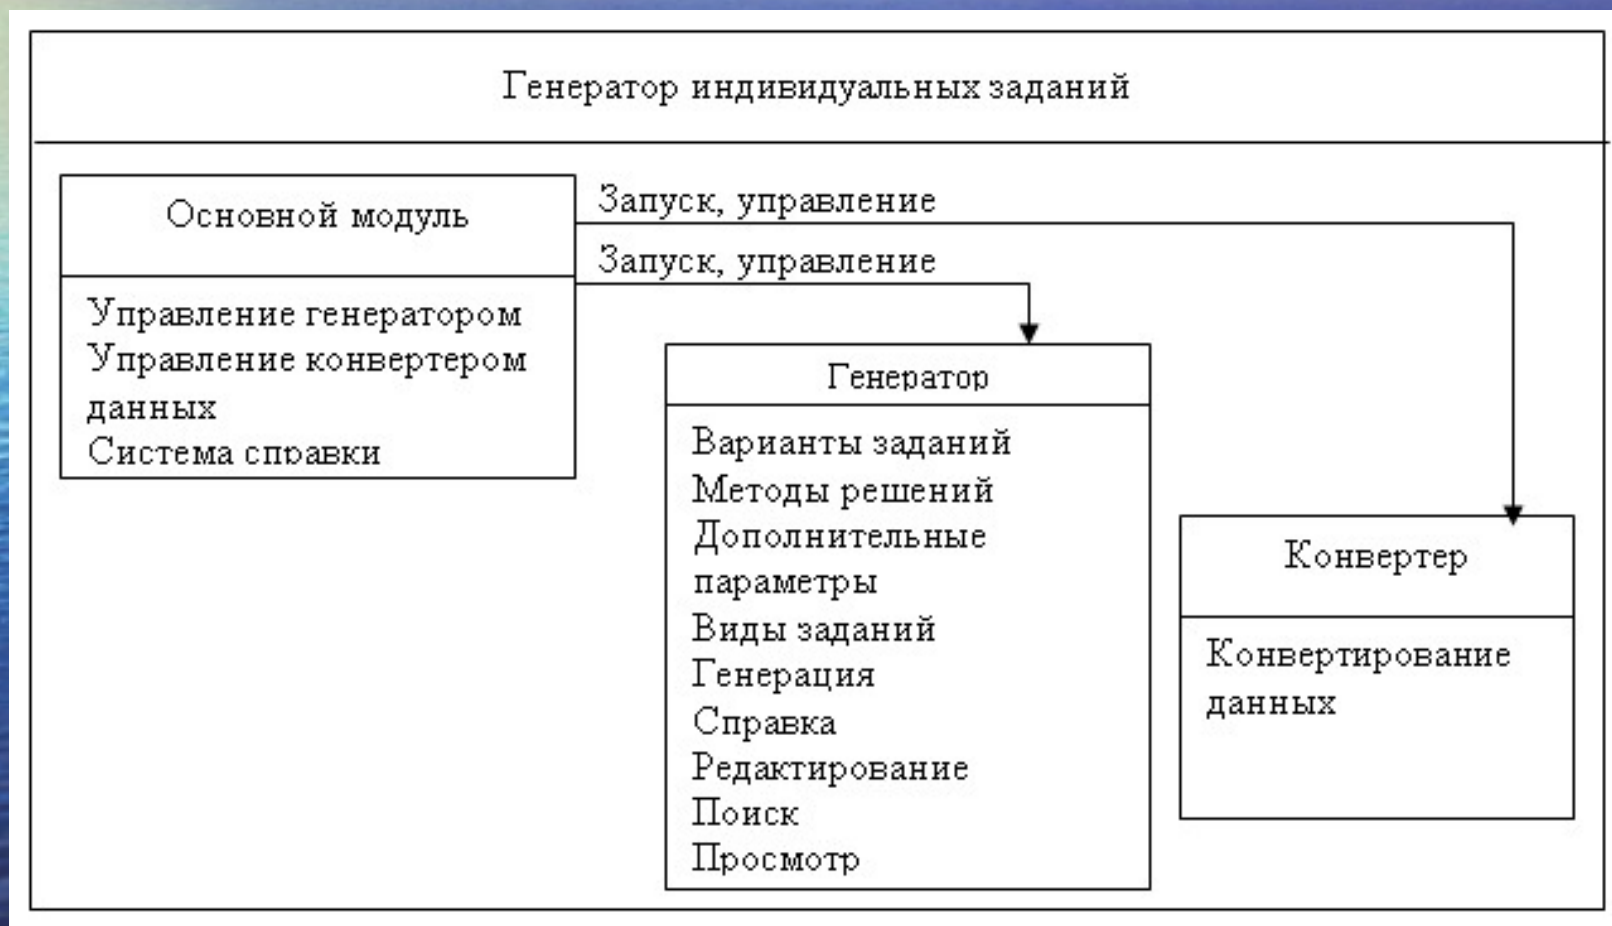 Генератор индивидуальных заданий
Основной модуль
Запуск, управление
Запуск, управление
Управление генератором
Управление конвертером
данных
Система справки
Генератор
Варианты заданий
Методы решений
Дополнительные
параметры
Виды заданий
Генерация
Справка
Редактирование
Поиск
Просмотр
Конвертер
Конвертирование
данных